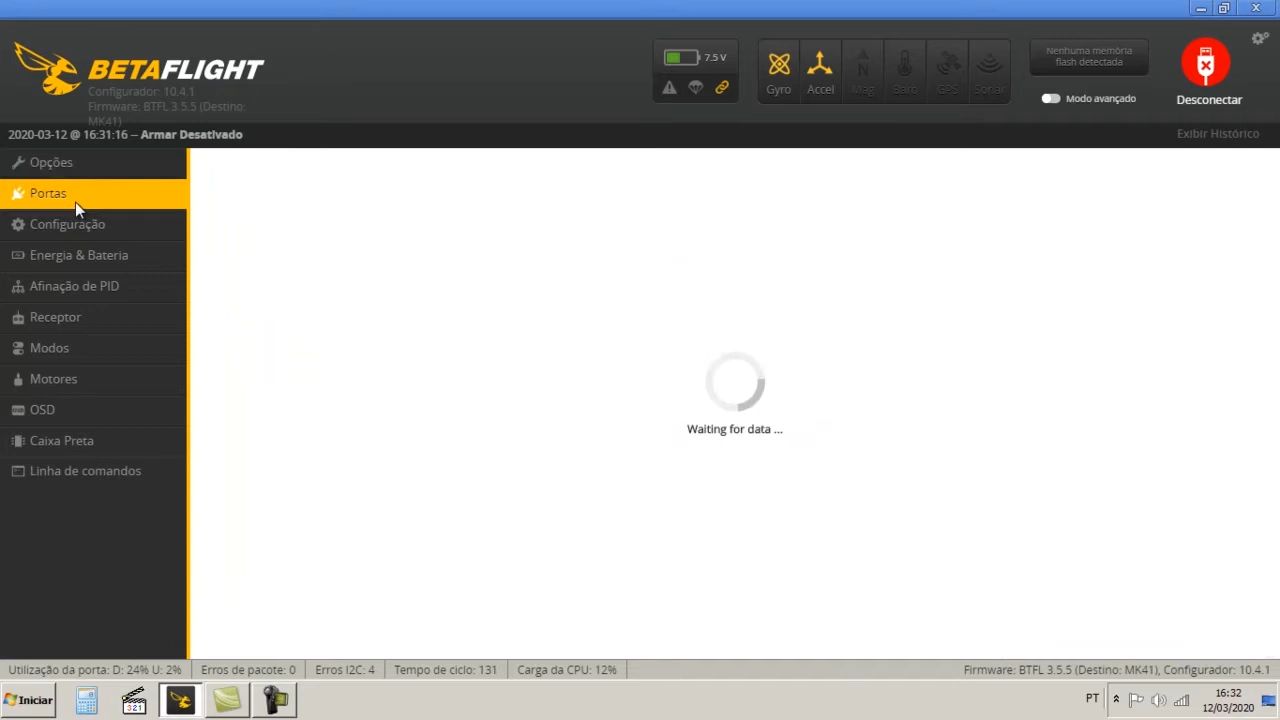 BETAFLIGHT
Configurador: 10.4.1
Firmware: BTFL 3.5.5 (Destino:
MK41)
7.5 V
Gyro
Accel
Mag
Baro
GPS
Sonar
Nenhuma memória
flash detectada
Modo avançado
Desconectar
2020-03-12 @ 16:31:16 -- Armar Desativado
Exibir Histórico
Opções
Portas
Configuração
Energia & Bateria
Afinação de PID
Receptor
Modos
Motores
OSD
Caixa Preta
Linha de comandos
Waiting for data ...
Utilização da porta: D: 24% U: 2%
Erros de pacote: 0
Erros I2C: 4
Tempo de ciclo: 131
Carga da CPU: 12%
Firmware: BTFL 3.5.5 (Destino: MK41), Configurador: 10.4.1
Iniciar
321
PT
16:32
12/03/2020